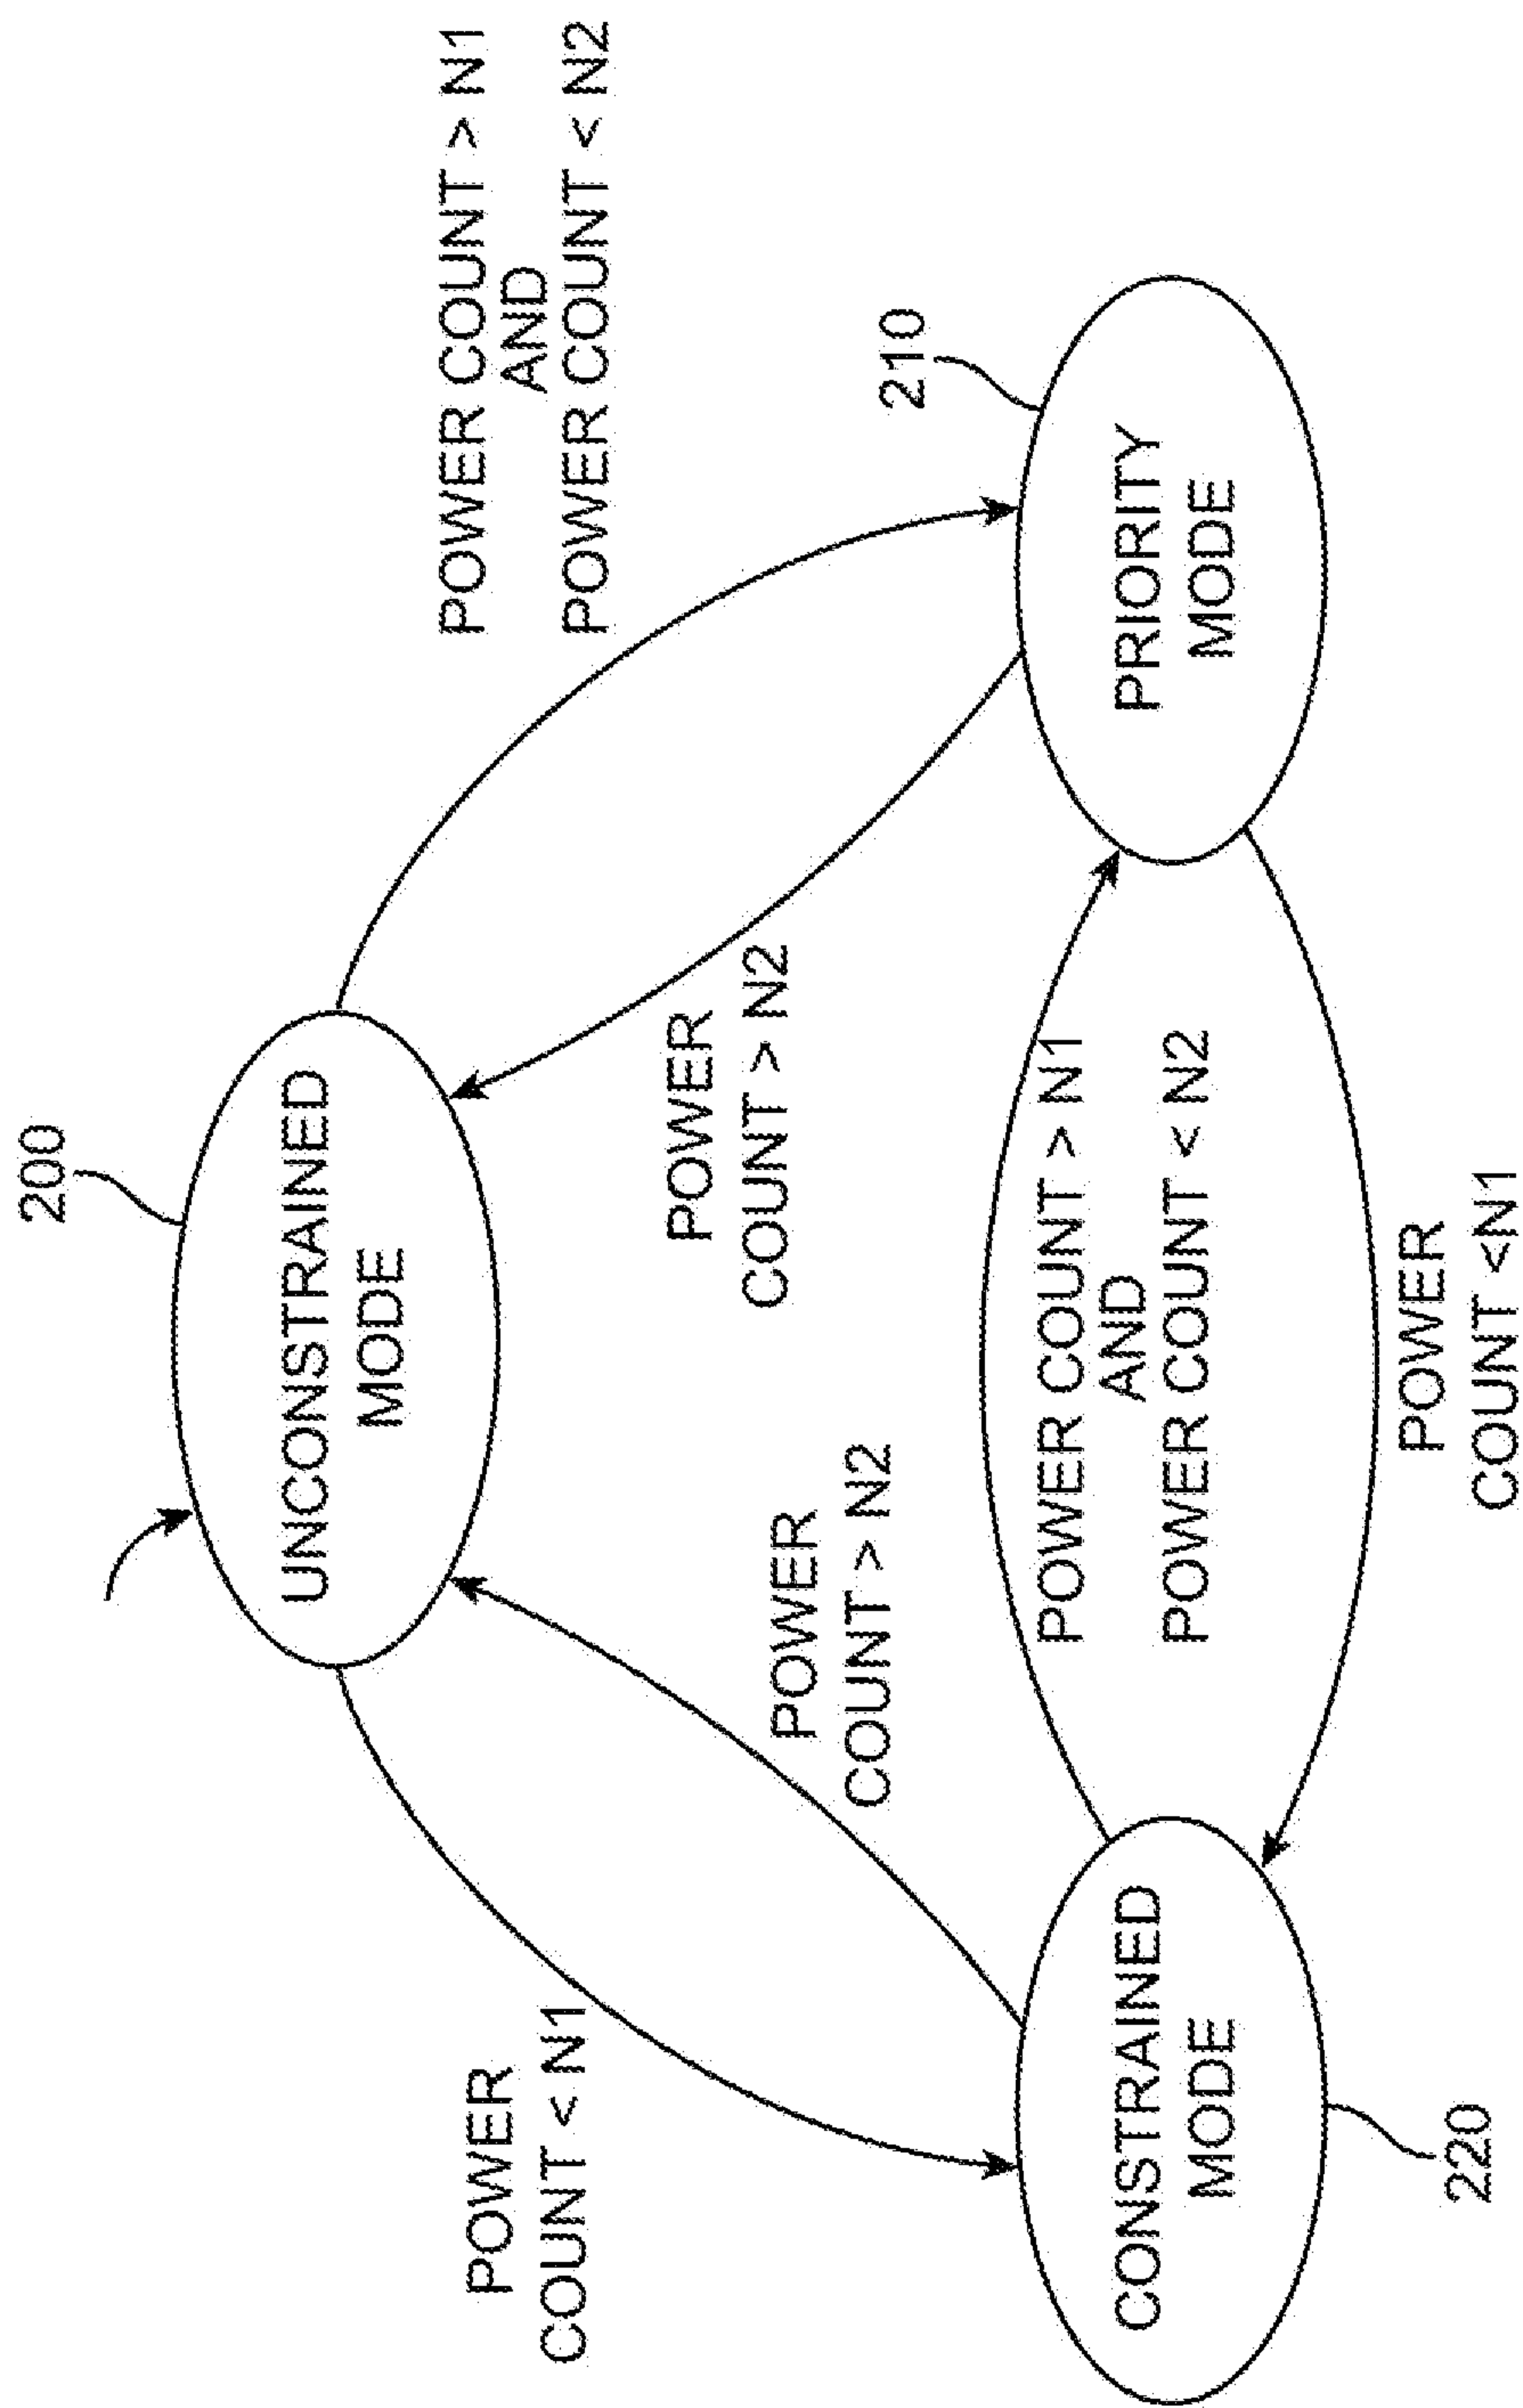 200
UNCONSTRAINED
MODE
POWER
COUNT < N1
POWER COUNT > N1
AND
POWER COUNT < N2
POWER
COUNT > N2
POWER
COUNT > N2
210
PRIORITY
MODE
POWER COUNT > N1
AND
POWER COUNT < N2
CONSTRAINED
MODE
220
POWER
COUNT <N1